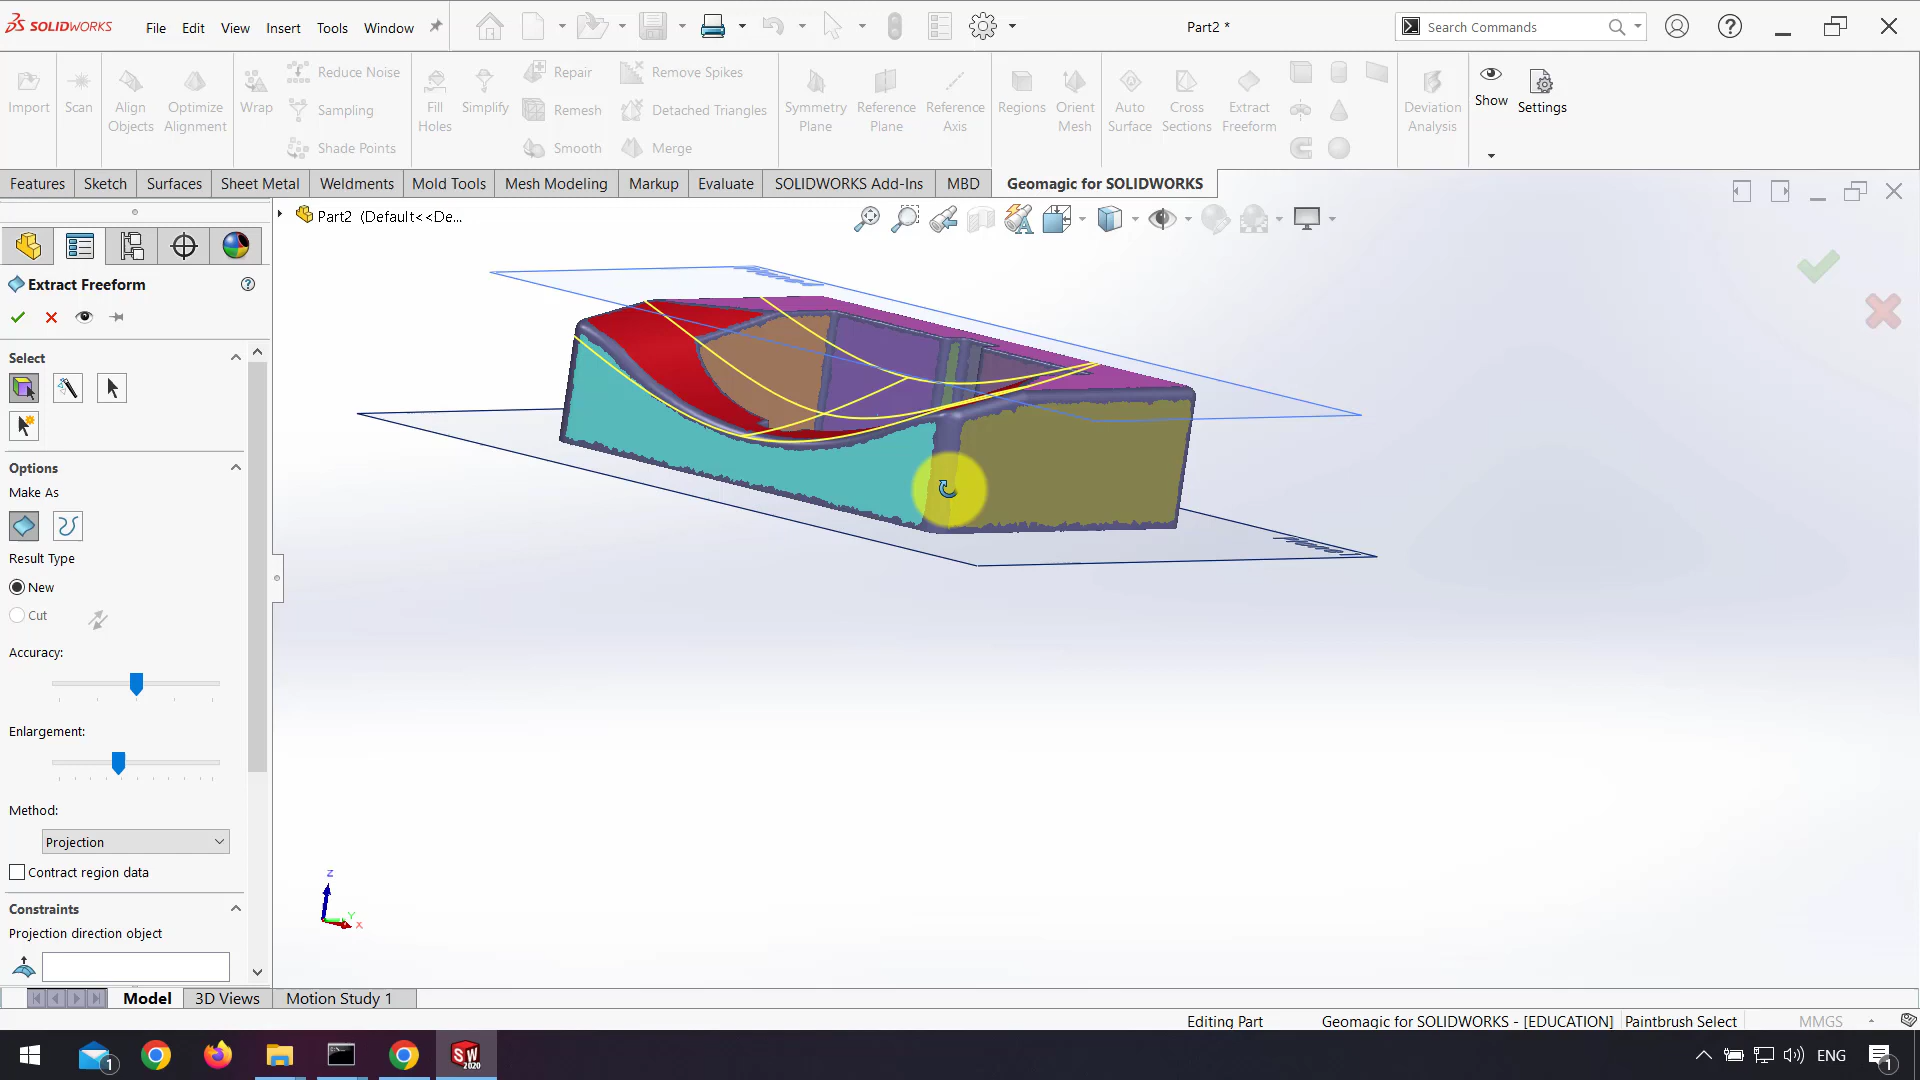 SOLIDWORKS
File
Edit
View
Insert
Tools
Window
Part2 *
Search Commands
Import
Scan
Align
Objects
Optimize
Alignment
Wrap
Reduce Noise
Sampling
Shade Points
Fill
Holes
Simplify
Repair
Remesh
Smooth
Remove Spikes
Detached Triangles
Merge
Symmetry
Plane
Reference
Plane
Reference
Axis
Regions
Orient
Mesh
Auto
Surface
Cross
Sections
Extract
Freeform
Deviation
Analysis
Show
Settings
Features
Sketch
Surfaces
Sheet Metal
Weldments
Mold Tools
Mesh Modeling
Markup
Evaluate
SOLIDWORKS Add-Ins
MBD
Geomagic for SOLIDWORKS
Part2 (Default<<De...
Extract Freeform
Select
Options
Make As
Result Type
New
Cut
Accuracy:
Enlargement:
Method:
Projection
Contract region data
Constraints
Projection direction object
Z
Y
X
Model
3D Views
Motion Study 1
Editing Part
Geomagic for SOLIDWORKS - [EDUCATION]
Paintbrush Select
MMGS
1
SW
2020
ENG
1